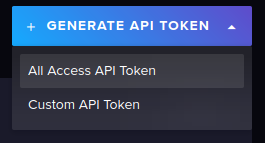 + GENERATE API TOKEN
All Access API Token
Custom API Token